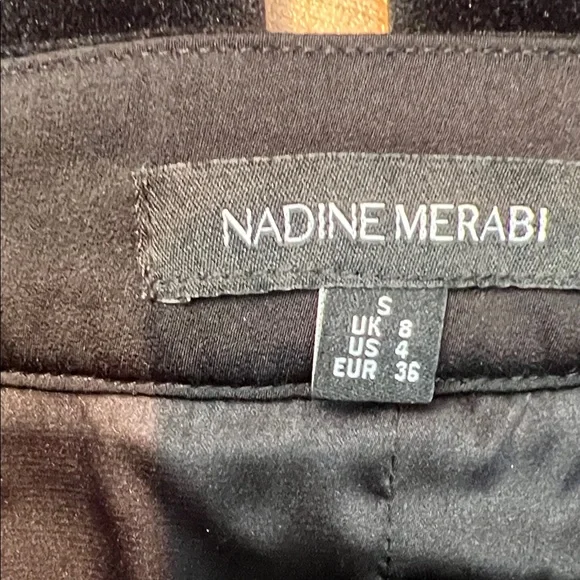 NADINE MERABI
S
UK 8
US 4
EUR 36